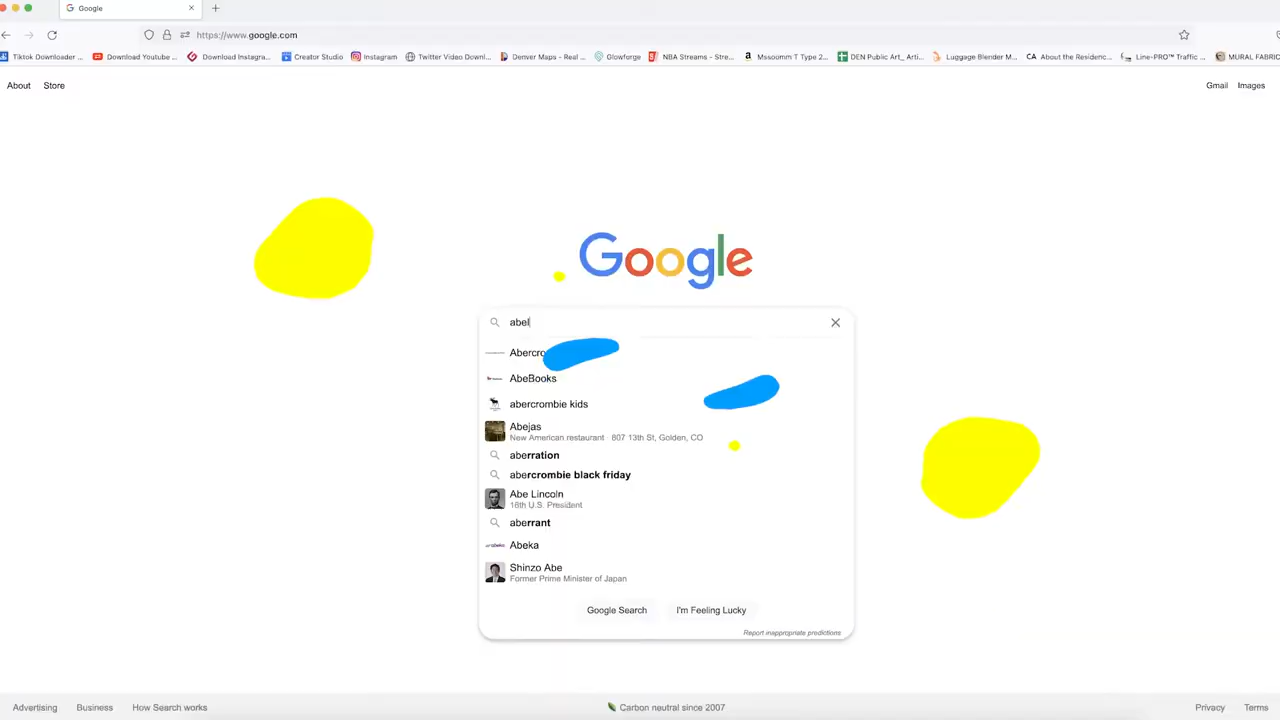 Google
https://www.google.com
Tiktok Downloader ...
Download Youtube ...
Download Instagra...
Creator Studio
Instagram
Twitter Video Downl...
Denver Maps - Real ...
Glowforge
NBA Streams - Stre...
Mssoomm T Type 2...
DEN Public Art_ Arti...
Luggage Blender M...
CA About the Residenc...
Line-PRO™ Traffic ...
MURAL FABRIC
About Store
Gmail Images
Google
abel
Abercro
AbeBooks
abercrombie kids
Abejas
New American restaurant · 807 13th St, Golden, CO
aberration
abercrombie black friday
Abe Lincoln
16th U.S. President
aberrant
Abeka
Shinzo Abe
Former Prime Minister of Japan
Google Search I'm Feeling Lucky
Report inappropriate predictions
Advertising Business How Search works
Carbon neutral since 2007
Privacy Terms